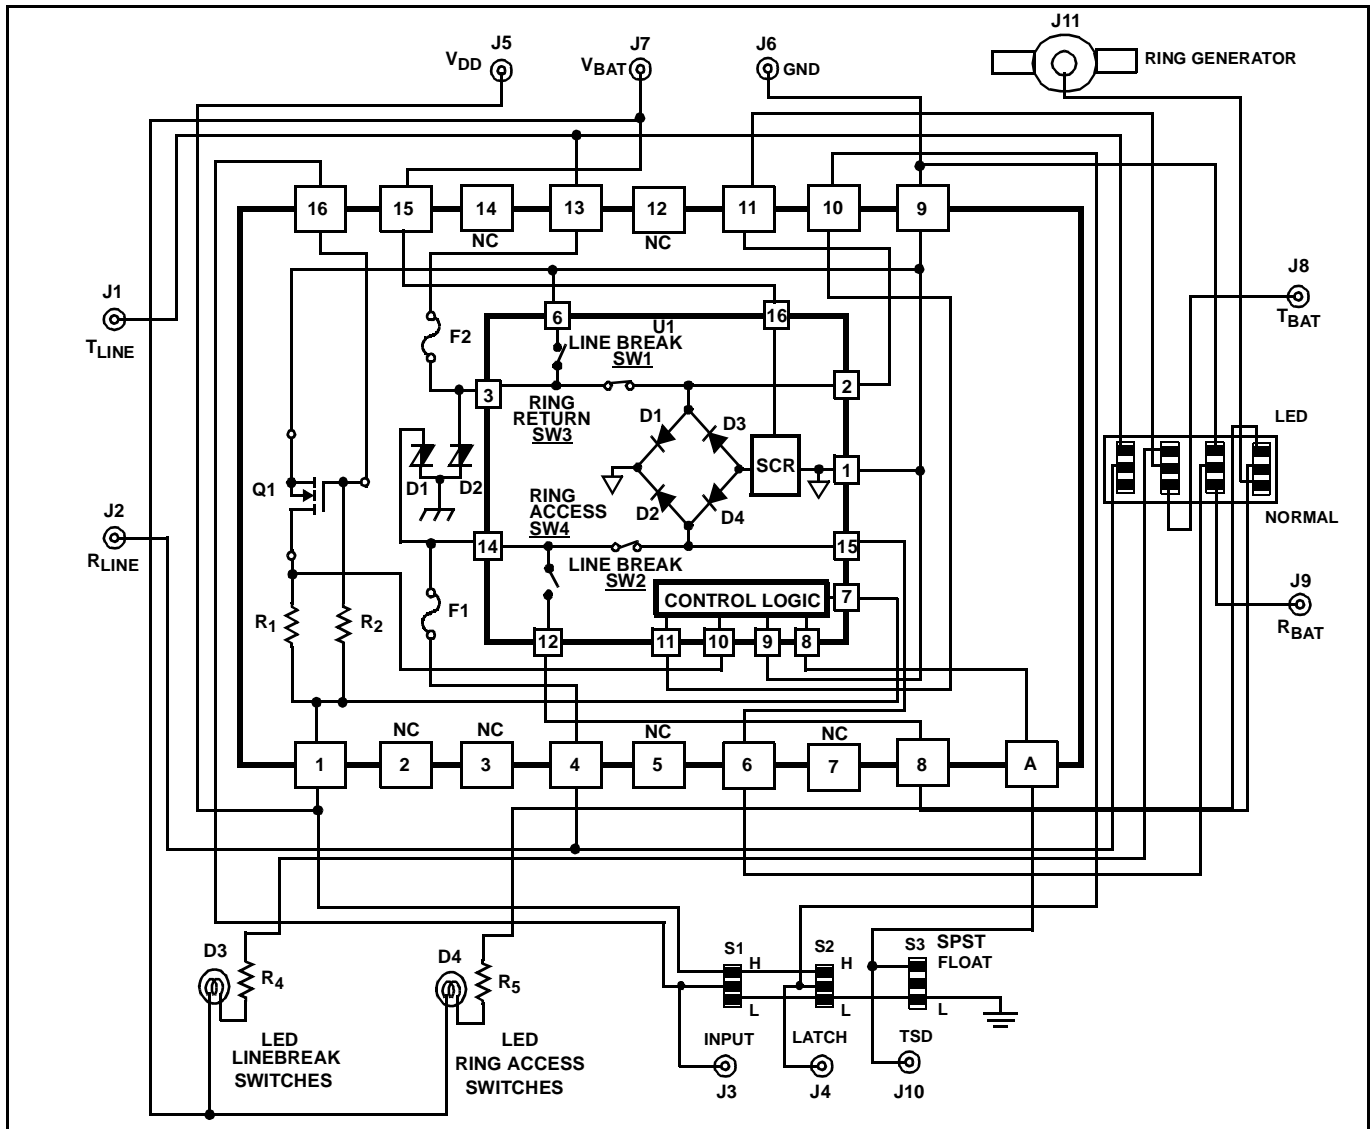 J11
J5
J7
J6
VDD
VBAT
GND
RING GENERATOR
16
15
14
13
12
11
10
9
NC
NC
J1
TLINE
J8
TBAT
F2
6
U1
16
LINE BREAK
SW1
3
2
RING
RETURN
SW3
D1
D3
LED
SCR
1
D1
D2
Q1
RING
ACCESS
SW4
D2
D4
NORMAL
J2
RLINE
14
15
LINE BREAK
SW2
J9
RBAT
CONTROL LOGIC
7
R1
R2
F1
12
11
10
9
8
NC
NC
NC
NC
1
2
3
4
5
6
7
8
A
D3
R4
D4
R5
S1
H
S2
H
S3
SPST
FLOAT
L
L
L
LED
LINEBREAK
SWITCHES
LED
RING ACCESS
SWITCHES
INPUT
LATCH
TSD
J3
J4
J10